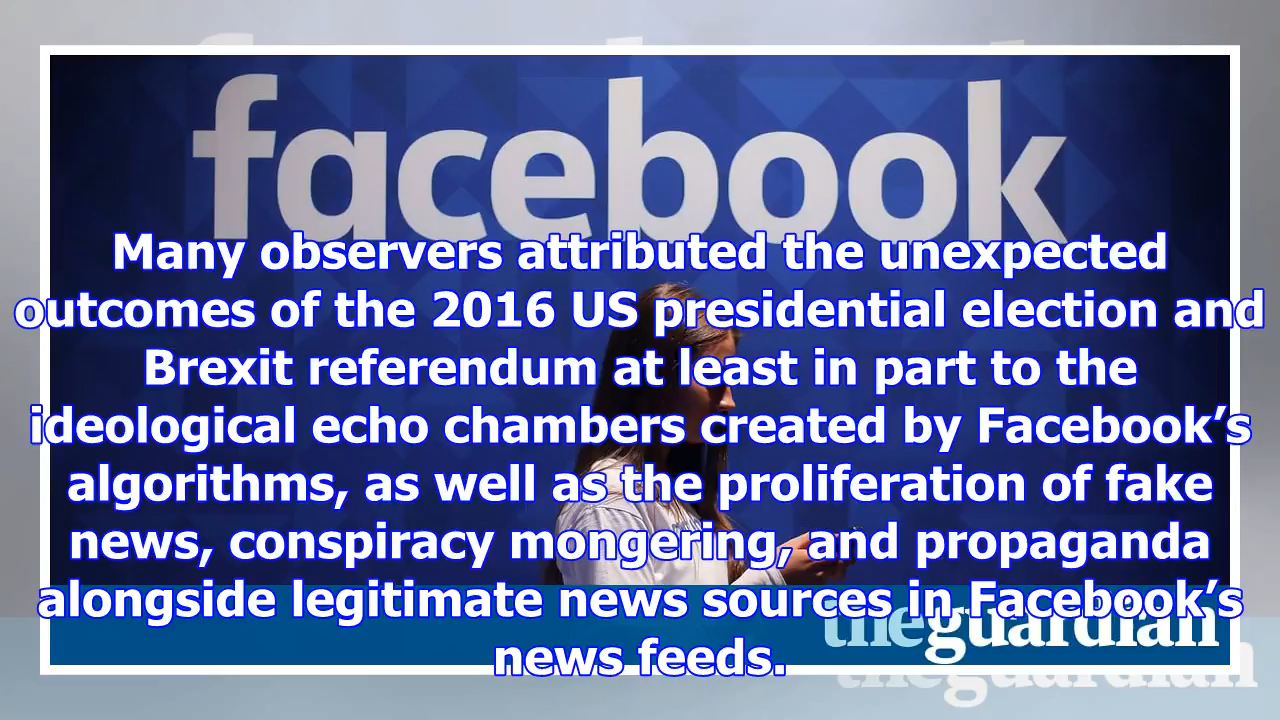 facebook
Many observers attributed the unexpected
outcomes of the 2016 US presidential election and
Brexit referendum at least in part to the
ideological echo chambers created by Facebook’s
algorithms, as well as the proliferation of fake
news, conspiracy mongering, and propaganda
alongside legitimate news sources in Facebook’s
news feeds.
theguardian
theguardian